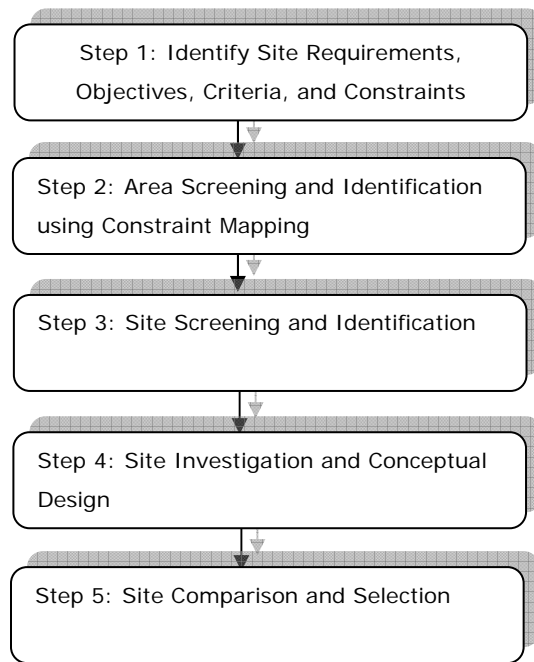 Step 1: Identify Site Requirements,
Objectives, Criteria, and Constraints
Step 2: Area Screening and Identification
using Constraint Mapping
Step 3: Site Screening and Identification
Step 4: Site Investigation and Conceptual
Design
Step 5: Site Comparison and Selection